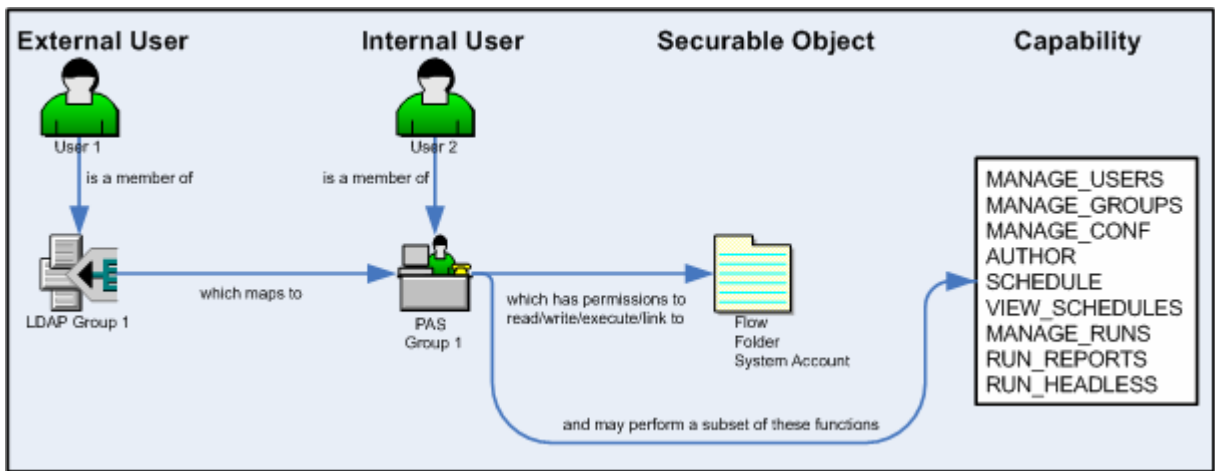 External User
Internal User
Securable Object
Capability
User 1
User 2
is a member of
is a member of
LDAP Group 1
which maps to
PAS
Group 1
which has permissions to
read/write/execute/link to
Flow
Folder
System Account
and may perform a subset of these functions
MANAGE_USERS
MANAGE_GROUPS
MANAGE_CONF
AUTHOR
SCHEDULE
VIEW_SCHEDULES
MANAGE_RUNS
RUN_REPORTS
RUN_HEADLESS